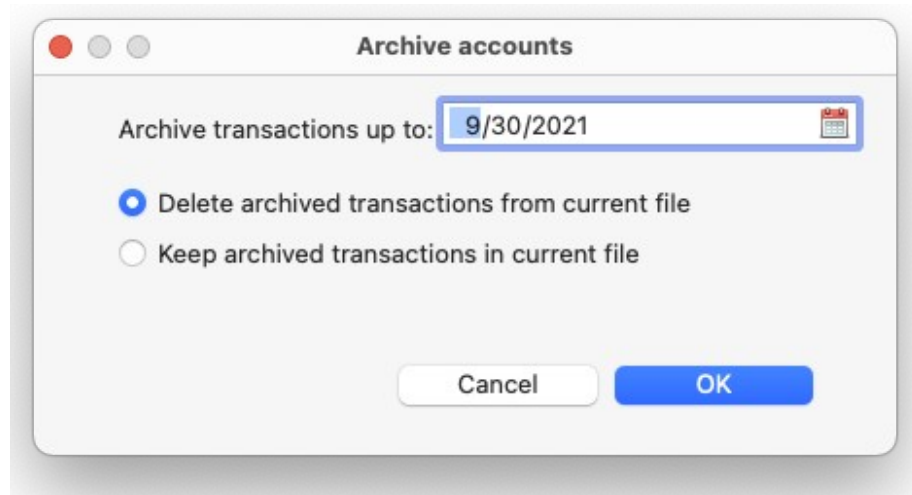 Archive accounts
Archive transactions up to: 9/30/2021
Delete archived transactions from current file
Keep archived transactions in current file
Cancel OK